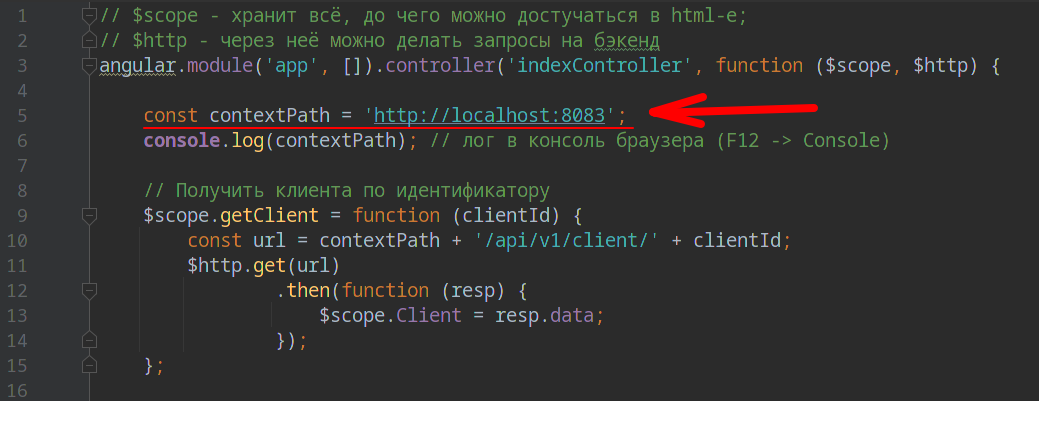 1 // $scope - хранит всё, до чего можно достучаться в html-е;
2 // $http - через неё можно делать запросы на бэкенд
3 angular.module('app', []).controller('indexController', function ($scope, $http) {
4
5 const contextPath = 'http://localhost:8083';
6 console.log(contextPath); // лог в консоль браузера (F12 -> Console)
7
8 // Получить клиента по идентификатору
9 $scope.getClient = function (clientId) {
10 const url = contextPath + '/api/v1/client/' + clientId;
11 $http.get(url)
12 .then(function (resp) {
13 $scope.Client = resp.data;
14 });
15 };
16